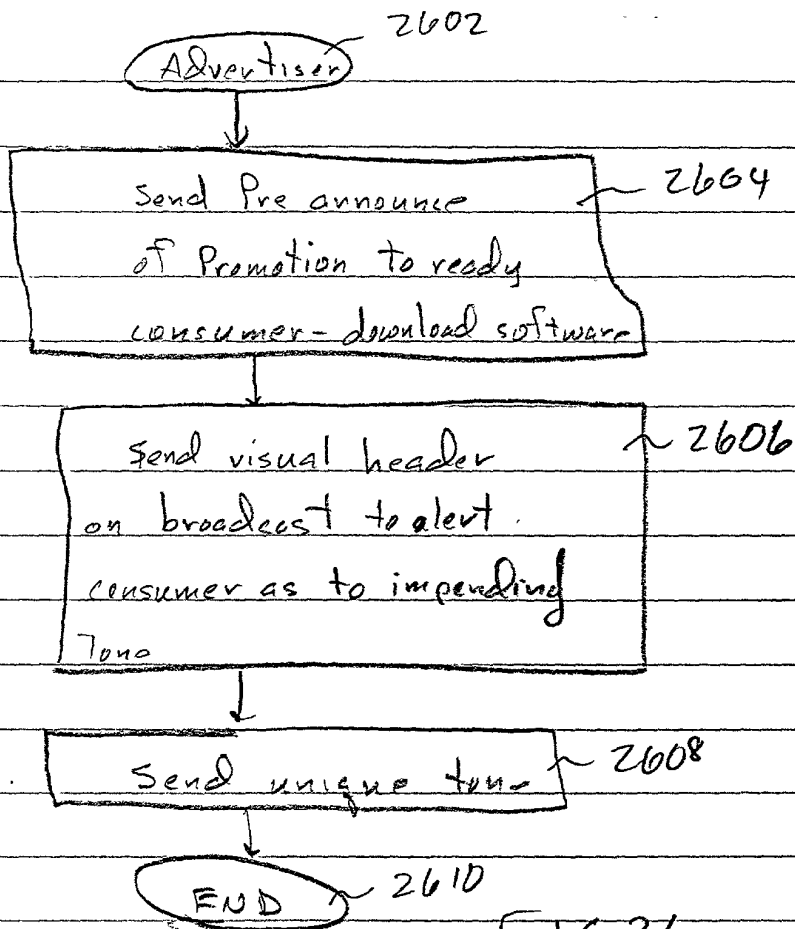 2602
Advertiser
2604
Send Pre announce
of Promotion to ready
consumer - download software
2606
Send visual header
on broadcast to alert
consumer as to impending
Tone
2608
Send unique tone
2610
END